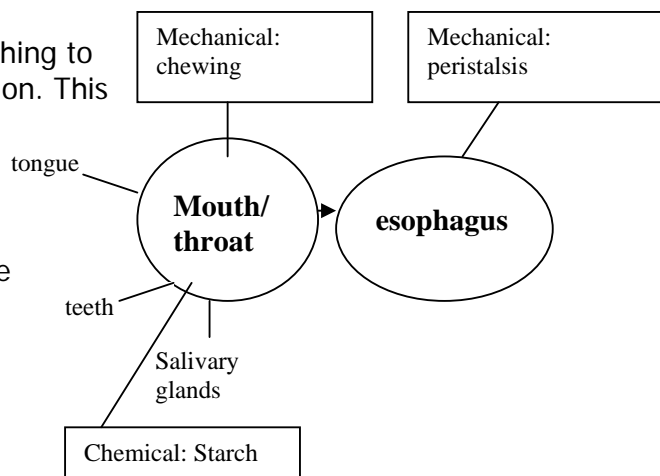 hing to
on. This
e
Mechanical:
chewing
Mechanical:
peristalsis
tongue
Mouth/
throat
esophagus
teeth
Salivary
glands
Chemical: Starch